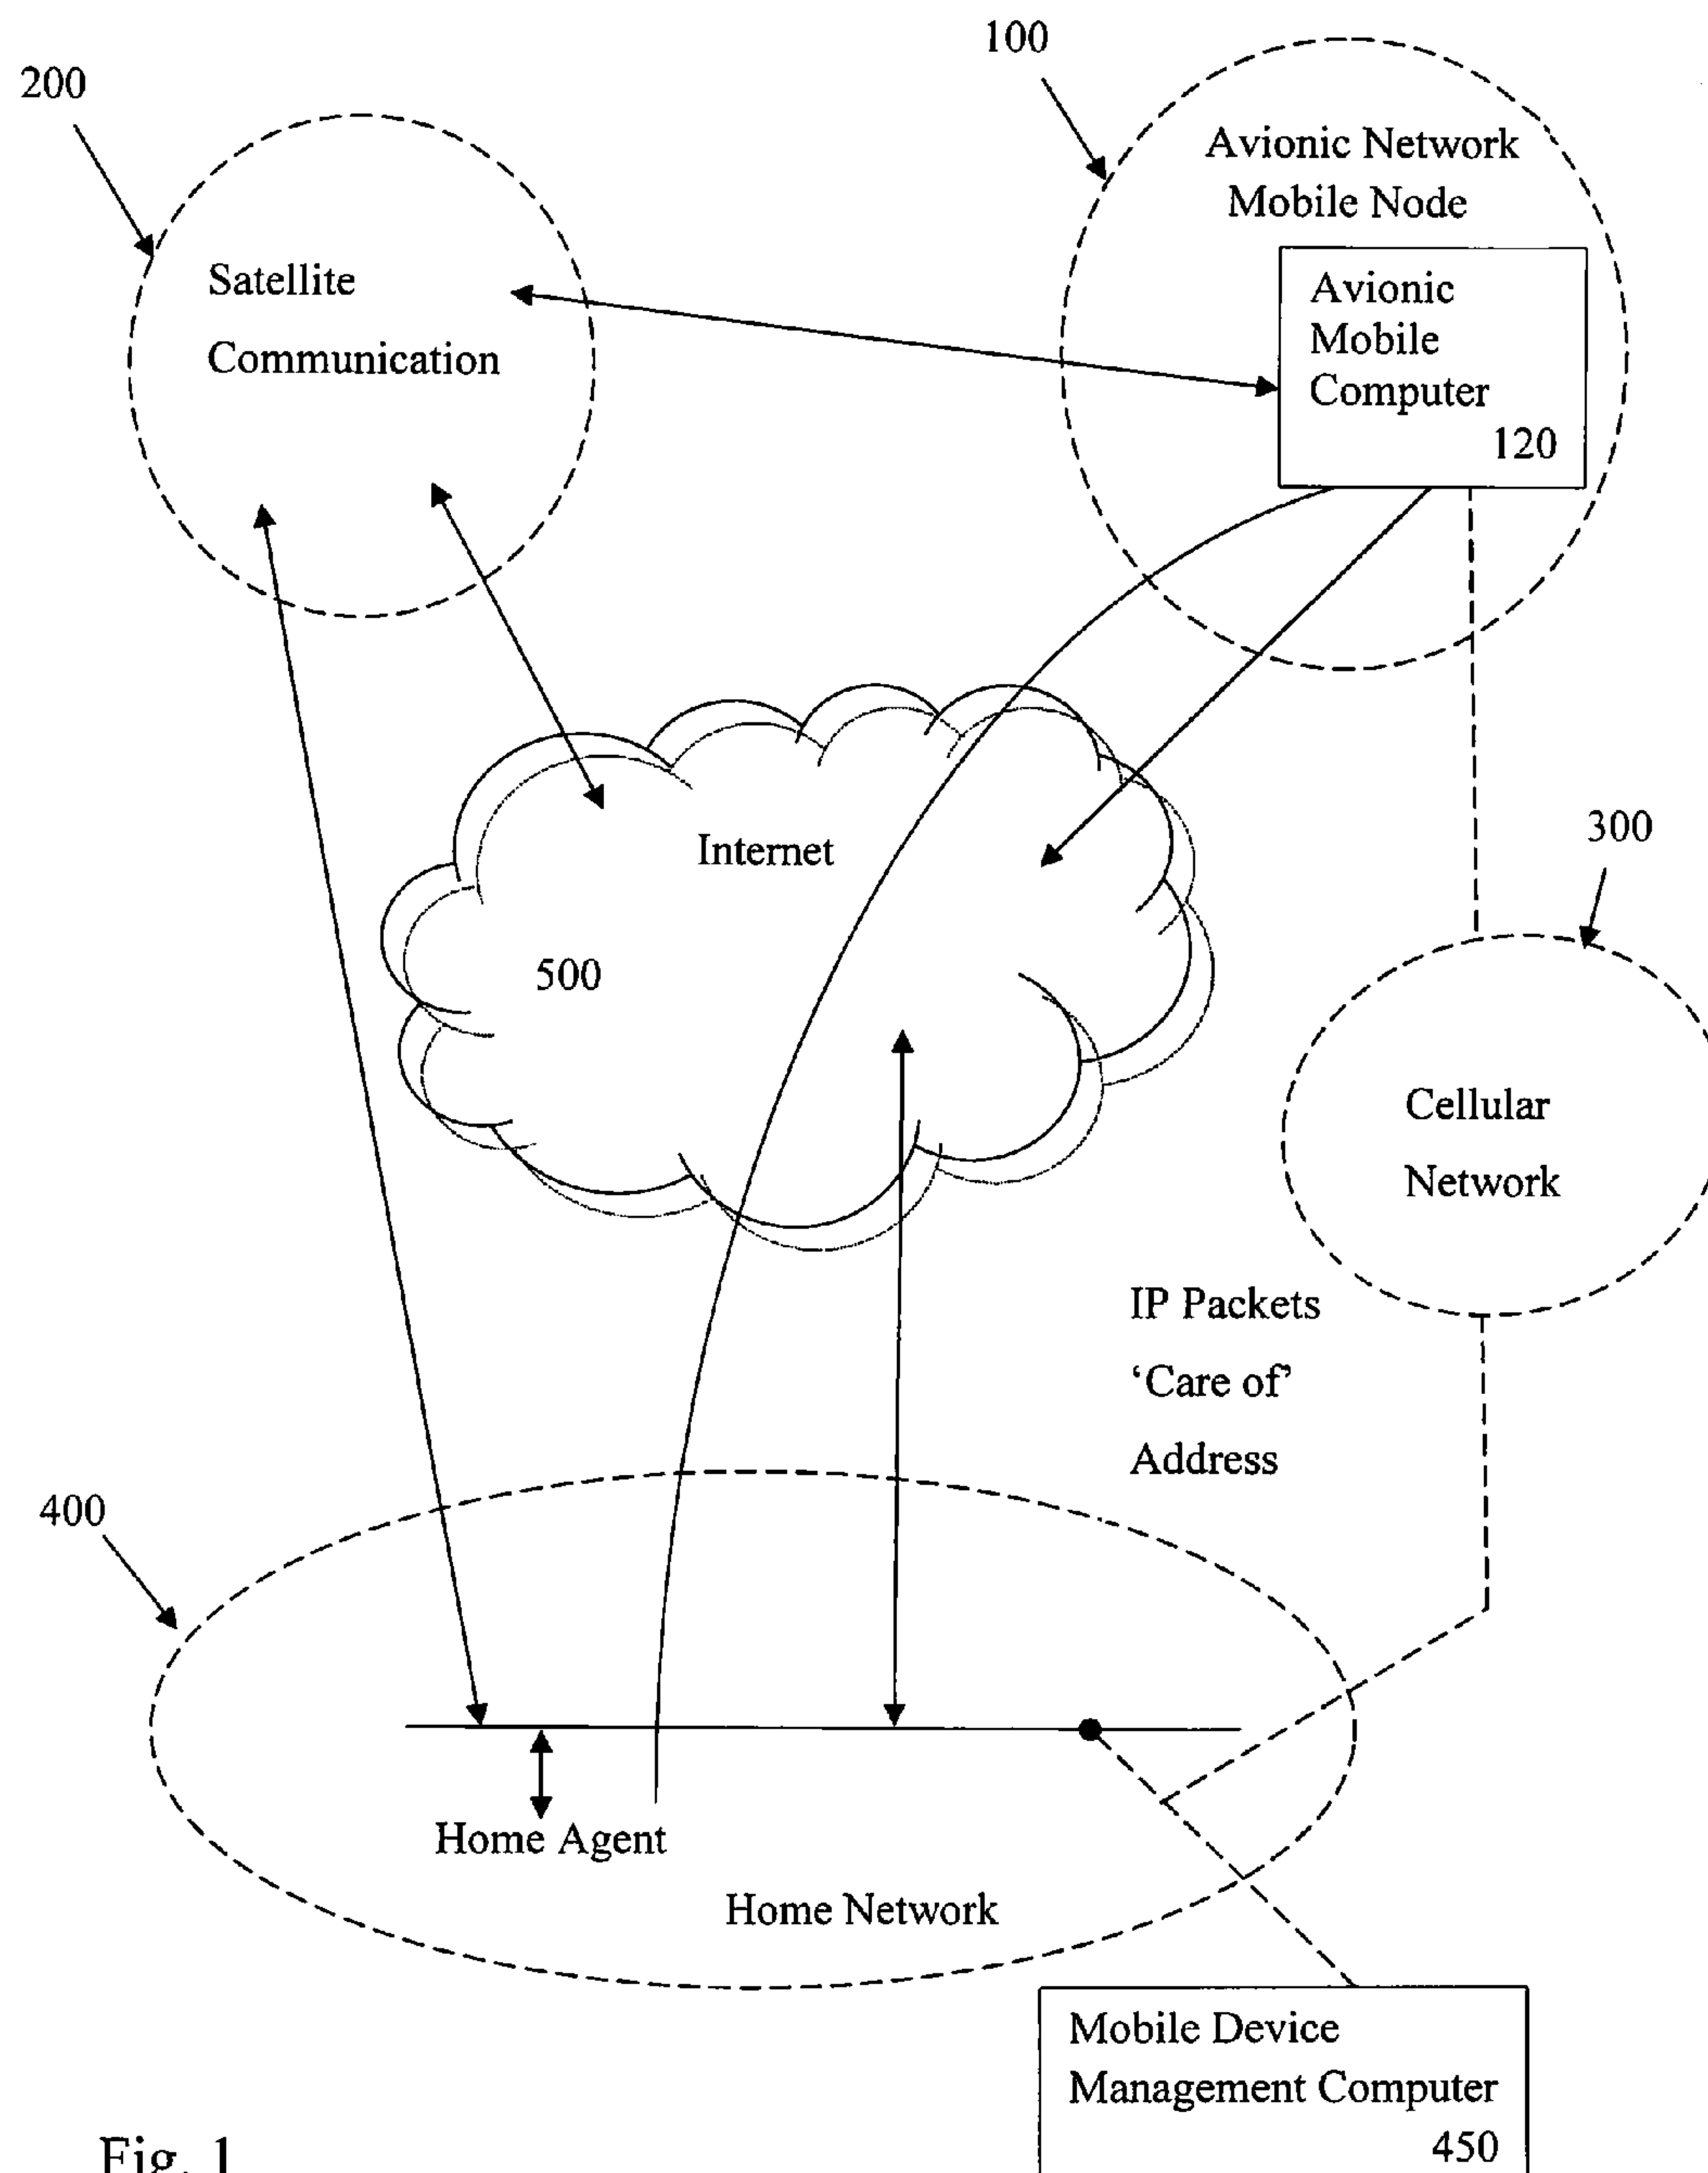 100
200
Avionic Network
Mobile Node
Satellite
Communication
Avionic
Mobile
Computer
120
Internet
300
500
Cellular
Network
IP Packets
‘Care of’
Address
400
Home Agent
Home Network
Mobile Device
Management Computer
450
Fig. 1